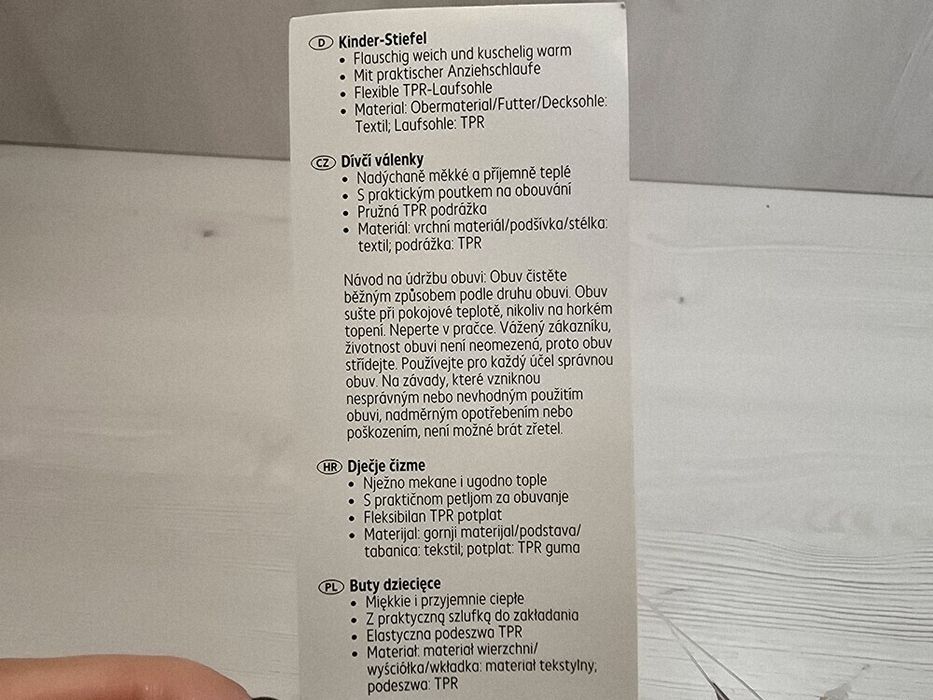 D Kinder-Stiefel
• Flauschig weich und kuschelig warm
• Mit praktischer Anziehschlaufe
• Flexible TPR-Laufsohle
• Material: Obermaterial/Futter/Decksohle:
Textil; Laufsohle: TPR
CZ Dívčí válenky
• Nadýchaně měkké a příjemně teplé
• S praktickým poutkem na obouvání
• Pružná TPR podrážka
• Materiál: vrchní materiál/podšívka/stélka:
textil; podrážka: TPR
Návod na údržbu obuvi: Obuv čistěte
běžným způsobem podle druhu obuvi. Obuv
sušte při pokojové teplotě, nikoliv na horkém
topení. Neperte v pračce. Vážený zákazníku,
životnost obuvi není neomezená, proto obuv
střídejte. Používejte pro každý účel správnou
obuv. Na závady, které vzniknou
nesprávným nebo nevhodným použitím
obuvi, nadměrným opotřebením nebo
poškozením, není možné brát zřetel.
HR Dječje čizme
• Nježno mekane i ugodno tople
• S praktičnom petljom za obuvanje
• Fleksibilan TPR potplat
• Materijal: gornji materijal/podstava/
tabanica: tekstil; potplat: TPR guma
PL Buty dziecięce
• Miękkie i przyjemnie ciepłe
• Z praktyczną szlufką do zakładania
• Elastyczna podeszwa TPR
• Materiał: materiał wierzchni/
wyściółka/wkładka: materiał tekstylny;
podeszwa: TPR